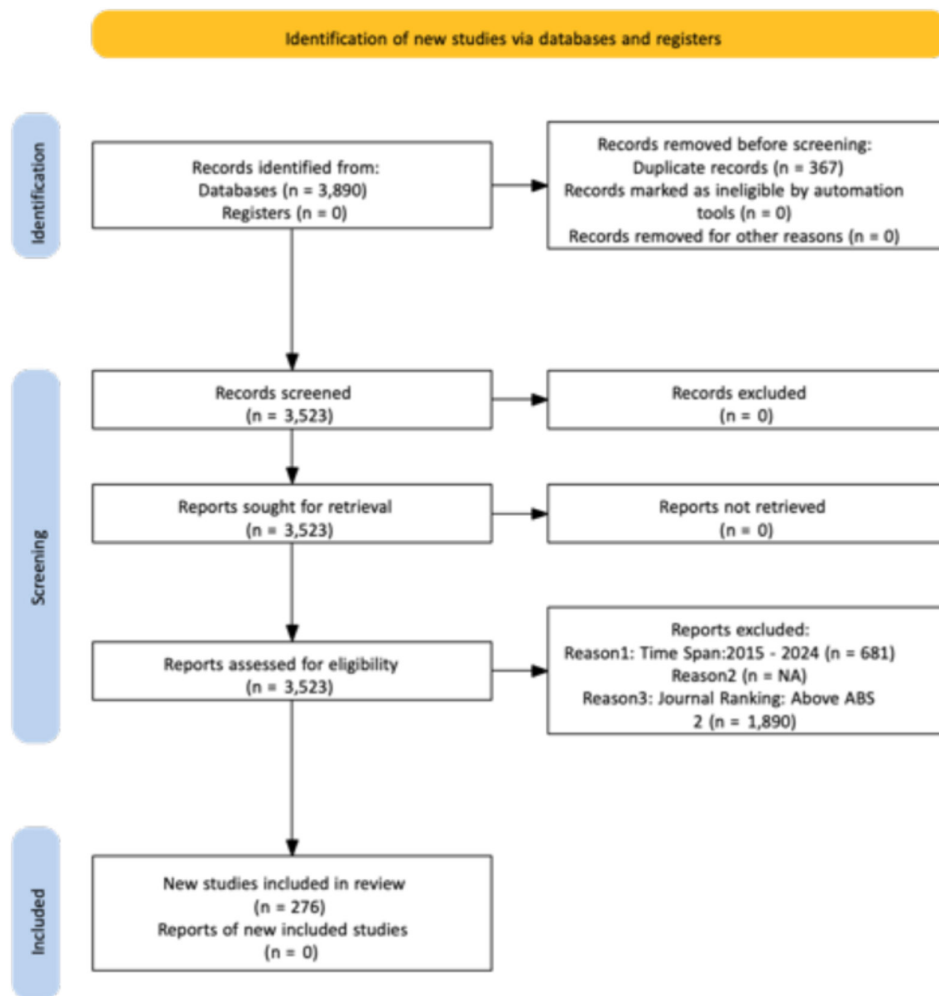 Identification of new studies via databases and registers
Identification
Records identified from:
Databases (n = 3,890)
Registers (n = 0)
Records removed before screening:
Duplicate records (n = 367)
Records marked as ineligible by automation
tools (n = 0)
Records removed for other reasons (n = 0)
Screening
Records screened
(n = 3,523)
Records excluded
(n = 0)
Reports sought for retrieval
(n = 3,523)
Reports not retrieved
(n = 0)
Reports assessed for eligibility
(n = 3,523)
Reports excluded:
Reason1: Time Span:2015 - 2024 (n = 681)
Reason2 (n = NA)
Reason3: Journal Ranking: Above ABS
2 (n = 1,890)
Included
New studies included in review
(n = 276)
Reports of new included studies
(n = 0)